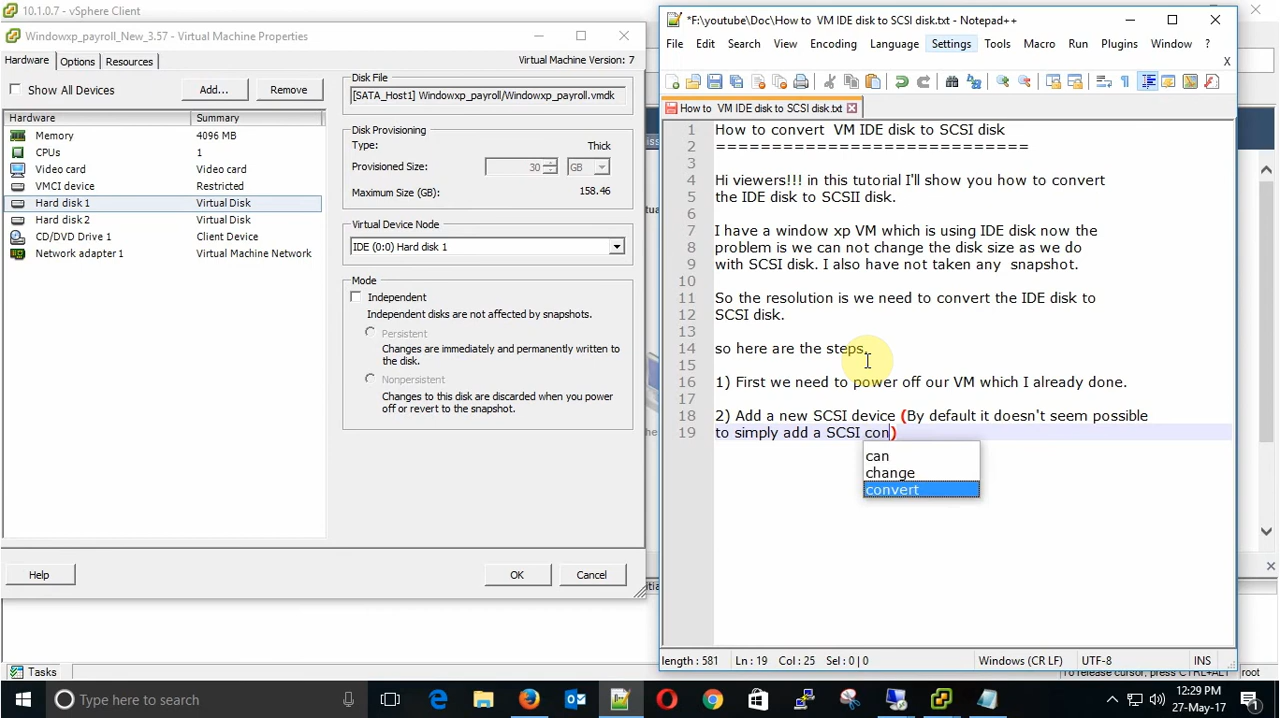 10.1.0.7 - vSphere Client
Windowxp_payroll_New_3.57 - Virtual Machine Properties
Hardware Options Resources
Virtual Machine Version: 7
Show All Devices
Add...
Remove
Hardware Summary
Memory 4096 MB
CPUs 1
Video card Video card
VMCI device Restricted
Hard disk 1 Virtual Disk
Hard disk 2 Virtual Disk
CD/DVD Drive 1 Client Device
Network adapter 1 Virtual Machine Network
Disk File
[SATA_Host1] Windowxp_payroll/Windowxp_payroll.vmdk
Disk Provisioning
Type: Thick
Provisioned Size: 30 GB
Maximum Size (GB): 158.46
Virtual Device Node
IDE (0:0) Hard disk 1
Mode
Independent
Independent disks are not affected by snapshots.
Persistent
Changes are immediately and permanently written to
the disk.
Nonpersistent
Changes to this disk are discarded when you power
off or revert to the snapshot.
Help
OK
Cancel
*F:\youtube\Doc\How to  VM IDE disk to SCSI disk.txt - Notepad++
File Edit Search View Encoding Language Settings Tools Macro Run Plugins Window ?
X
How to  VM IDE disk to SCSI disk.txt
1 How to convert  VM IDE disk to SCSI disk
2 ============================
3
4 Hi viewers!!! in this tutorial I'll show you how to convert
5 the IDE disk to SCSII disk.
6
7 I have a window xp VM which is using IDE disk now the
8 problem is we can not change the disk size as we do
9 with SCSI disk. I also have not taken any  snapshot.
10
11 So the resolution is we need to convert the IDE disk to
12 SCSI disk.
13
14 so here are the steps.
15
16 1) First we need to power off our VM which I already done.
17
18 2) Add a new SCSI device (By default it doesn't seem possible
19 to simply add a SCSI con)
can
change
convert
length : 581 Ln : 19 Col : 25 Sel : 0 | 0 Windows (CR LF) UTF-8 INS
Tasks
To release cursor, press CTRL+ALT
root
Type here to search
12:29 PM
27-May-17